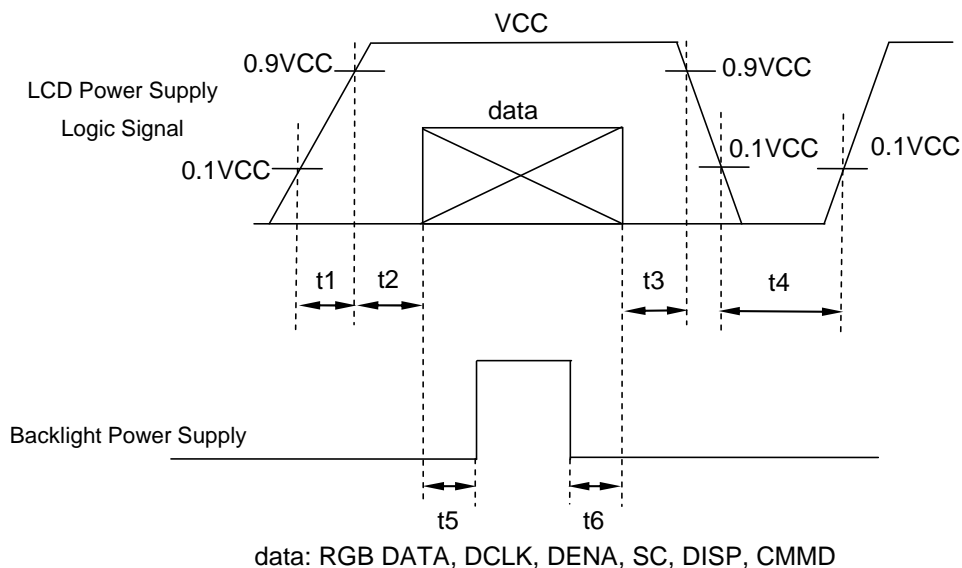 VCC
0.9VCC
0.9VCC
LCD Power Supply
Logic Signal
data
0.1VCC
0.1VCC
0.1VCC
t1
t2
t3
t4
Backlight Power Supply
t5
t6
data: RGB DATA, DCLK, DENA, SC, DISP, CMMD